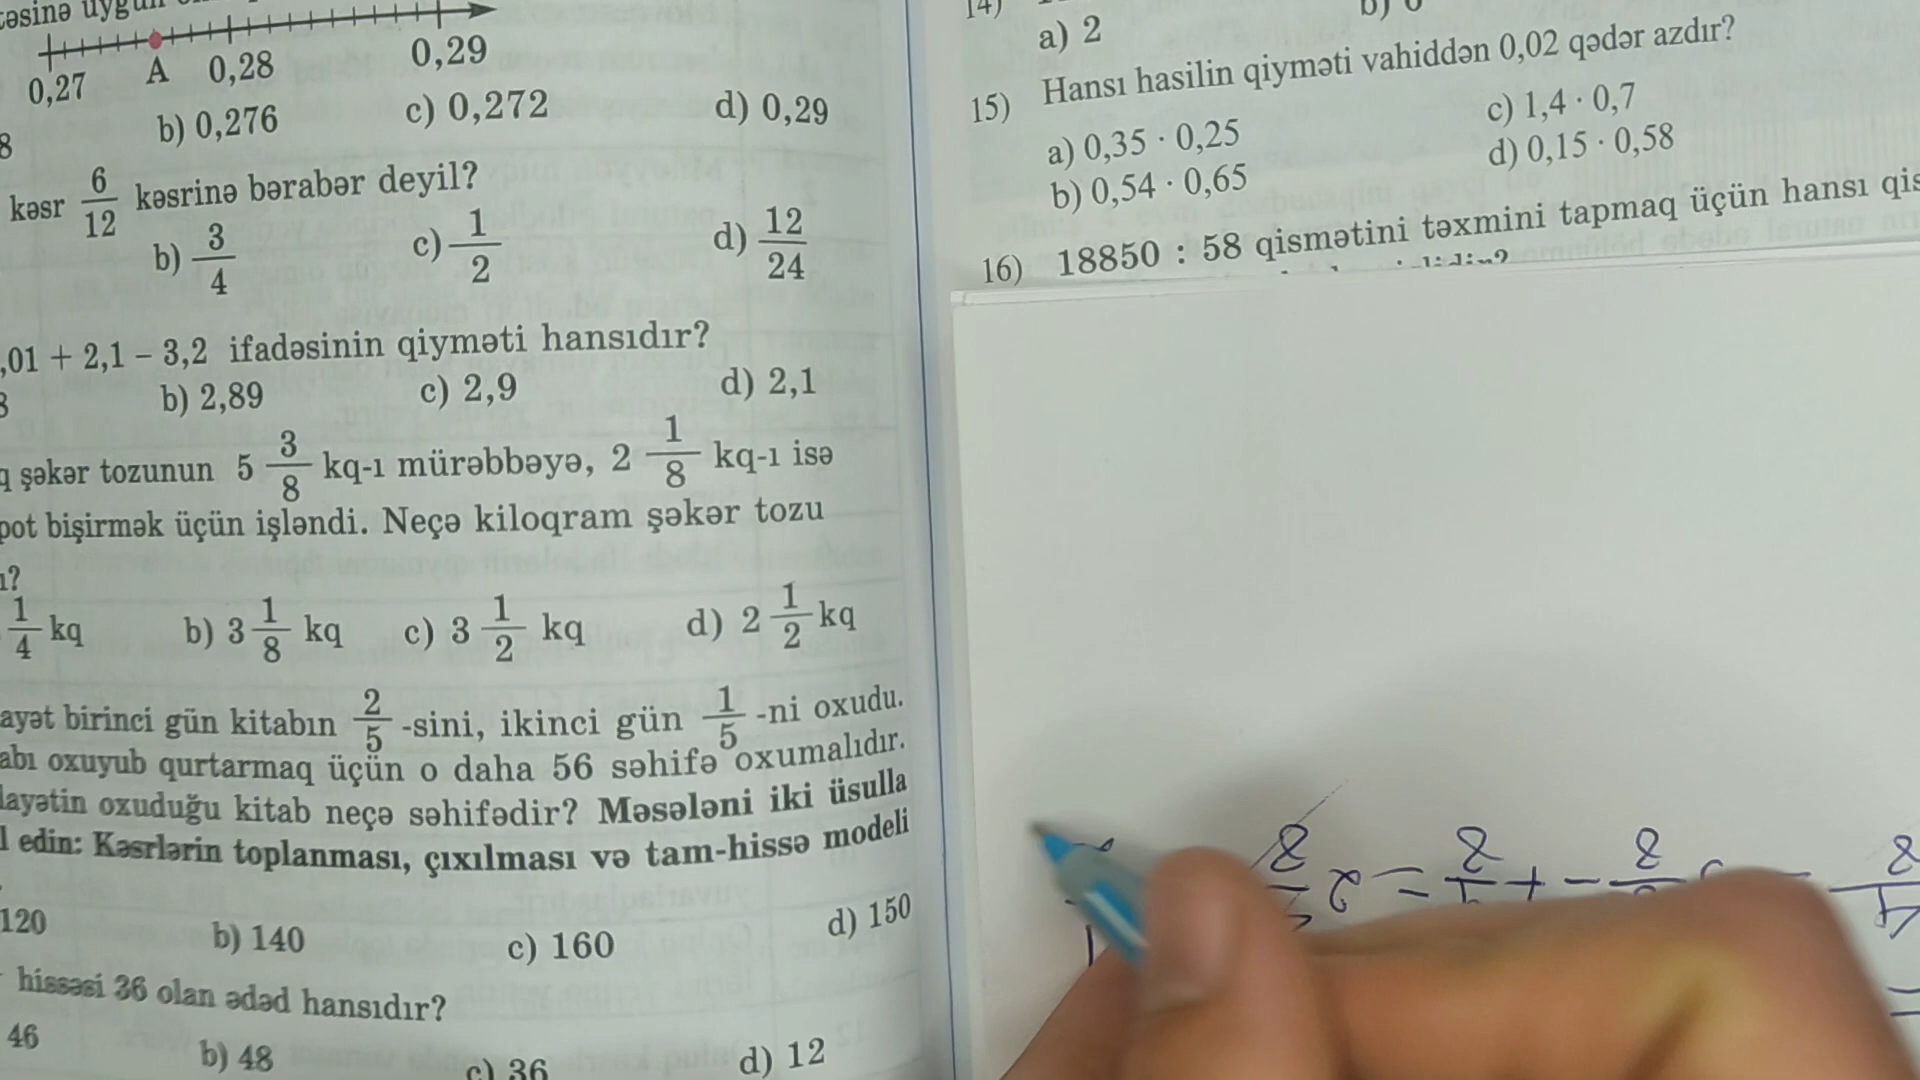 0,27 A 0,28 0,29
b) 0,276 c) 0,272 d) 0,29
kəsr 6/12 kəsrinə bərabər deyil?
b) 3/4 c) 1/2 d) 12/24
,01 + 2,1 – 3,2 ifadəsinin qiyməti hansıdır?
b) 2,89 c) 2,9 d) 2,1
şəkər tozunun 5 3/8 kq-ı mürəbbəyə, 2 1/8 kq-ı isə
bişirmək üçün işləndi. Neçə kiloqram şəkər tozu
1/4 kq b) 3 1/8 kq c) 3 1/2 kq d) 2 1/2 kq
birinci gün kitabın 2/5 -sini, ikinci gün 1/5 -ni oxudu.
oxuyub qurtarmaq üçün o daha 56 səhifə oxumalıdır.
oxuduğu kitab neçə səhifədir? Məsələni iki üsulla
edin: Kəsrlərin toplanması, çıxılması və tam-hissə modeli
120 b) 140 c) 160 d) 150
hissəsi 36 olan ədəd hansıdır?
46 b) 48 c) 36 d) 12
14)
a) 2
15) Hansı hasilin qiyməti vahiddən 0,02 qədər azdır?
a) 0,35 · 0,25 c) 1,4 · 0,7
b) 0,54 · 0,65 d) 0,15 · 0,58
16) 18850 : 58 qismətini təxmini tapmaq üçün hansı